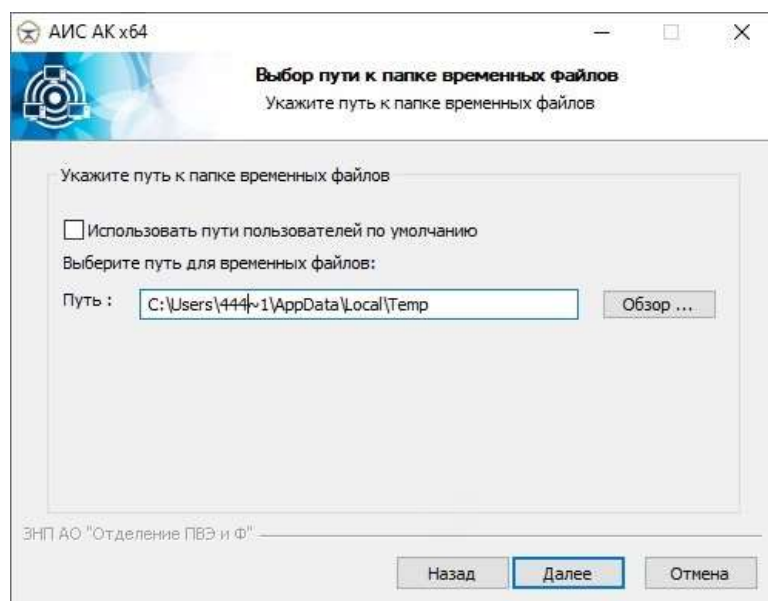 АИС АК x64
Выбор пути к папке временных файлов
Укажите путь к папке временных файлов
Укажите путь к папке временных файлов
Использовать пути пользователей по умолчанию
Выберите путь для временных файлов:
Путь : C:\Users\444~1\AppData\Local\Temp Обзор ...
ЗНП АО "Отделение ПВЭ и Ф"
Назад Далее Отмена